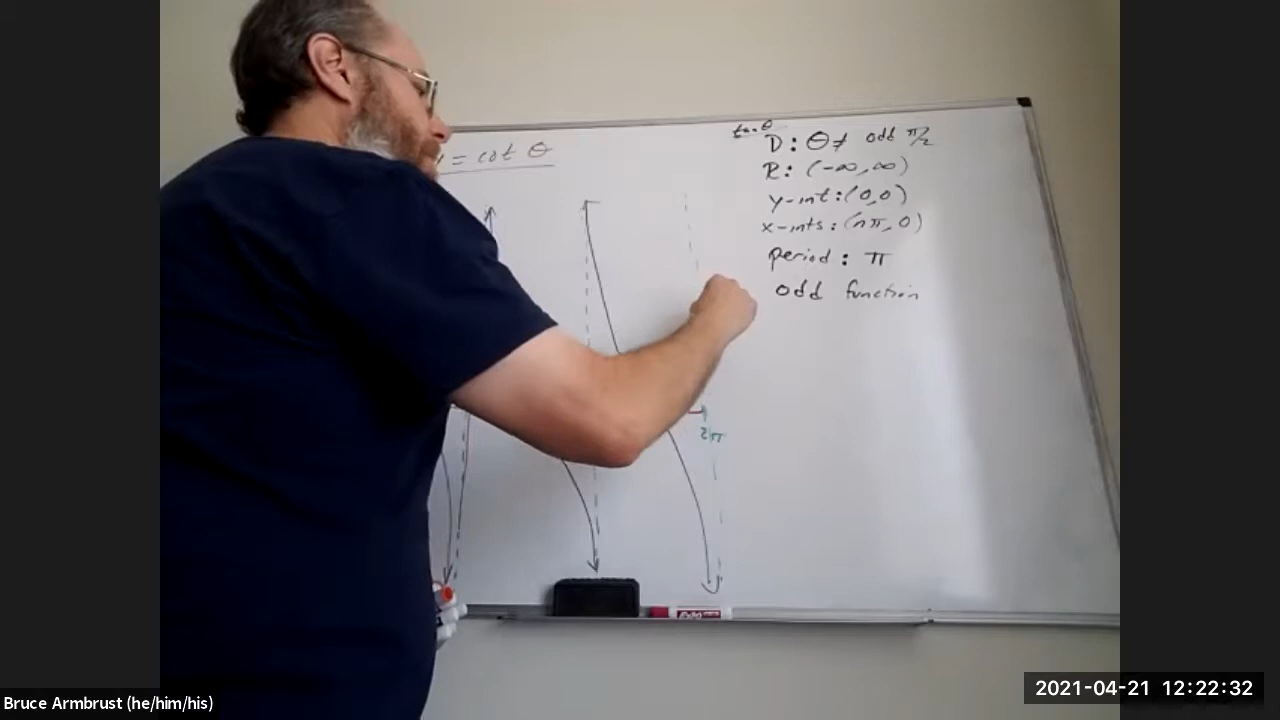 = cot θ
tan θ
D: θ ≠ odd π/2
R: (-∞, ∞)
y-int: (0,0)
x-ints: (nπ, 0)
period: π
odd function
2π
Bruce Armbrust (he/him/his)
2021-04-21 12:22:32